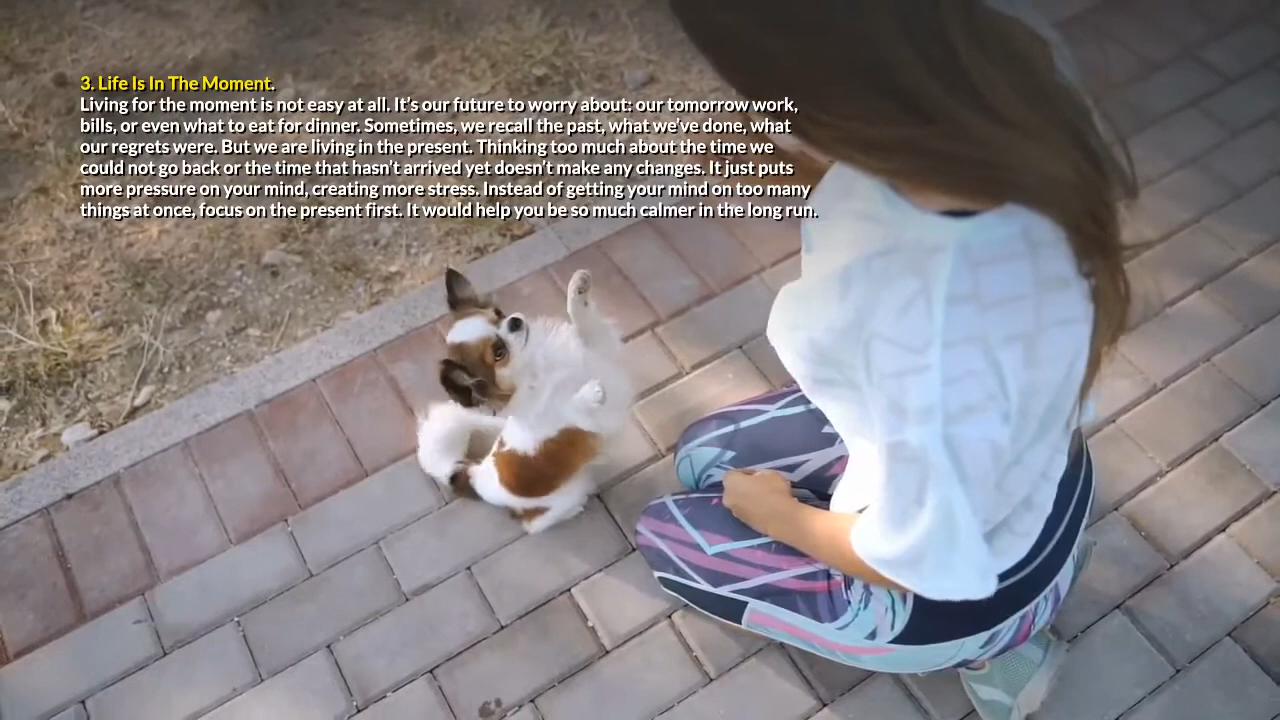 3. Life Is In The Moment.
Living for the moment is not easy at all. It’s our future to worry about: our tomorrow work,
bills, or even what to eat for dinner. Sometimes, we recall the past, what we’ve done, what
our regrets were. But we are living in the present. Thinking too much about the time we
could not go back or the time that hasn’t arrived yet doesn’t make any changes. It just puts
more pressure on your mind, creating more stress. Instead of getting your mind on too many
things at once, focus on the present first. It would help you be so much calmer in the long run.